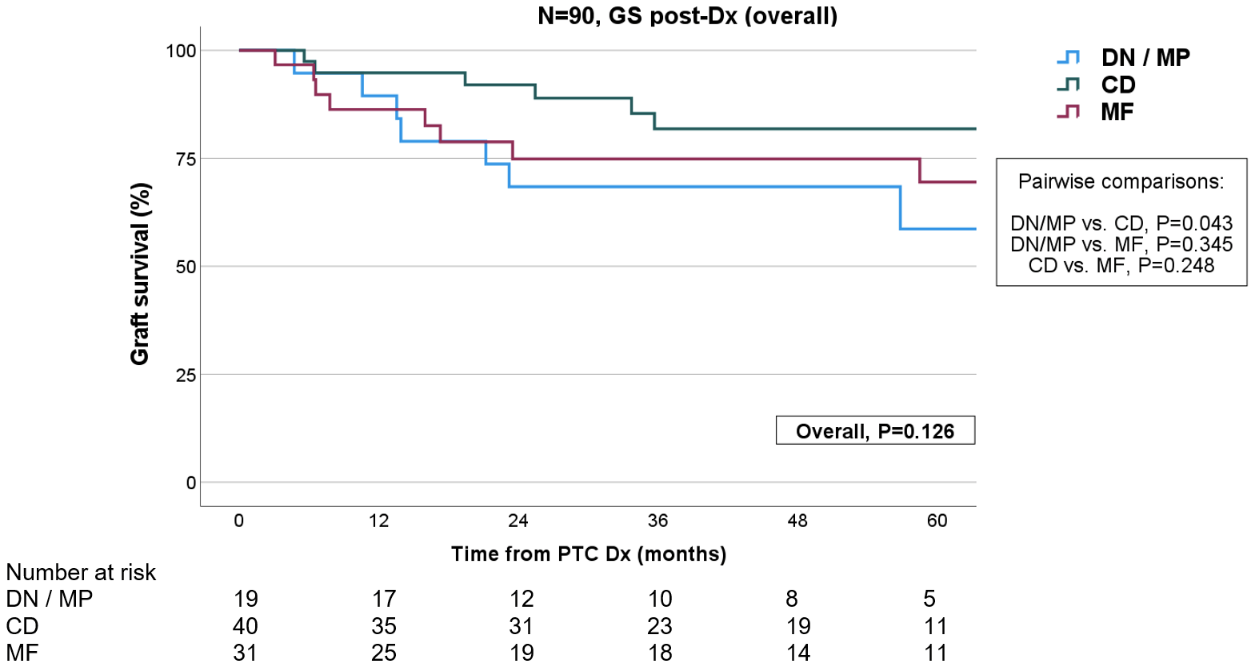 N=90, GS post-Dx (overall)
DN / MP
CD
MF
Pairwise comparisons:
DN/MP vs. CD, P=0.043
DN/MP vs. MF, P=0.345
CD vs. MF, P=0.248
Overall, P=0.126
Graft survival (%)
100
75
50
25
0
0 12 24 36 48 60
Time from PTC Dx (months)
Number at risk
DN / MP 19 17 12 10 8 5
CD 40 35 31 23 19 11
MF 31 25 19 18 14 11